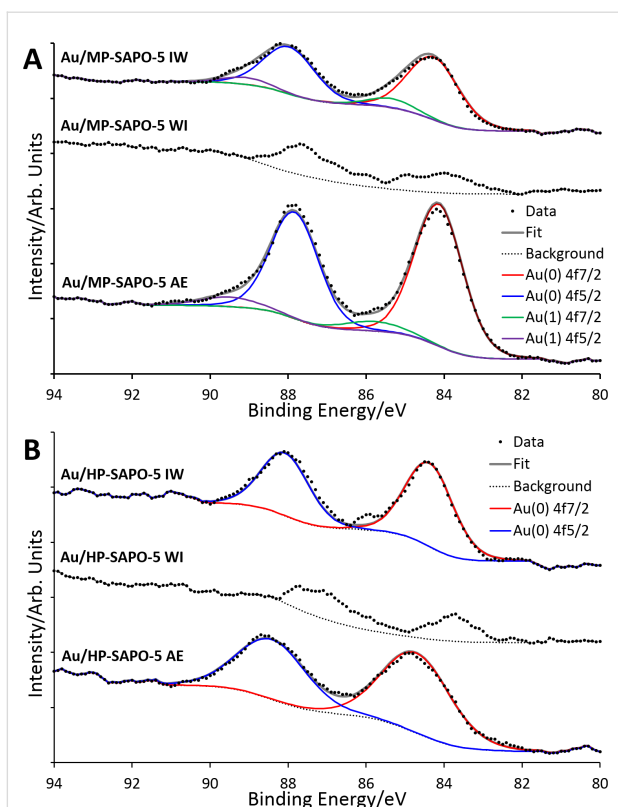 A
Au/MP-SAPO-5 IW
Au/MP-SAPO-5 WI
Au/MP-SAPO-5 AE
Intensity/Arb. Units
Data
Fit
Background
Au(0) 4f7/2
Au(0) 4f5/2
Au(1) 4f7/2
Au(1) 4f5/2
94 92 90 88 86 84 82 80
Binding Energy/eV
B
Au/HP-SAPO-5 IW
Au/HP-SAPO-5 WI
Au/HP-SAPO-5 AE
Intensity/Arb. Units
Data
Fit
Background
Au(0) 4f7/2
Au(0) 4f5/2
94 92 90 88 86 84 82 80
Binding Energy/eV